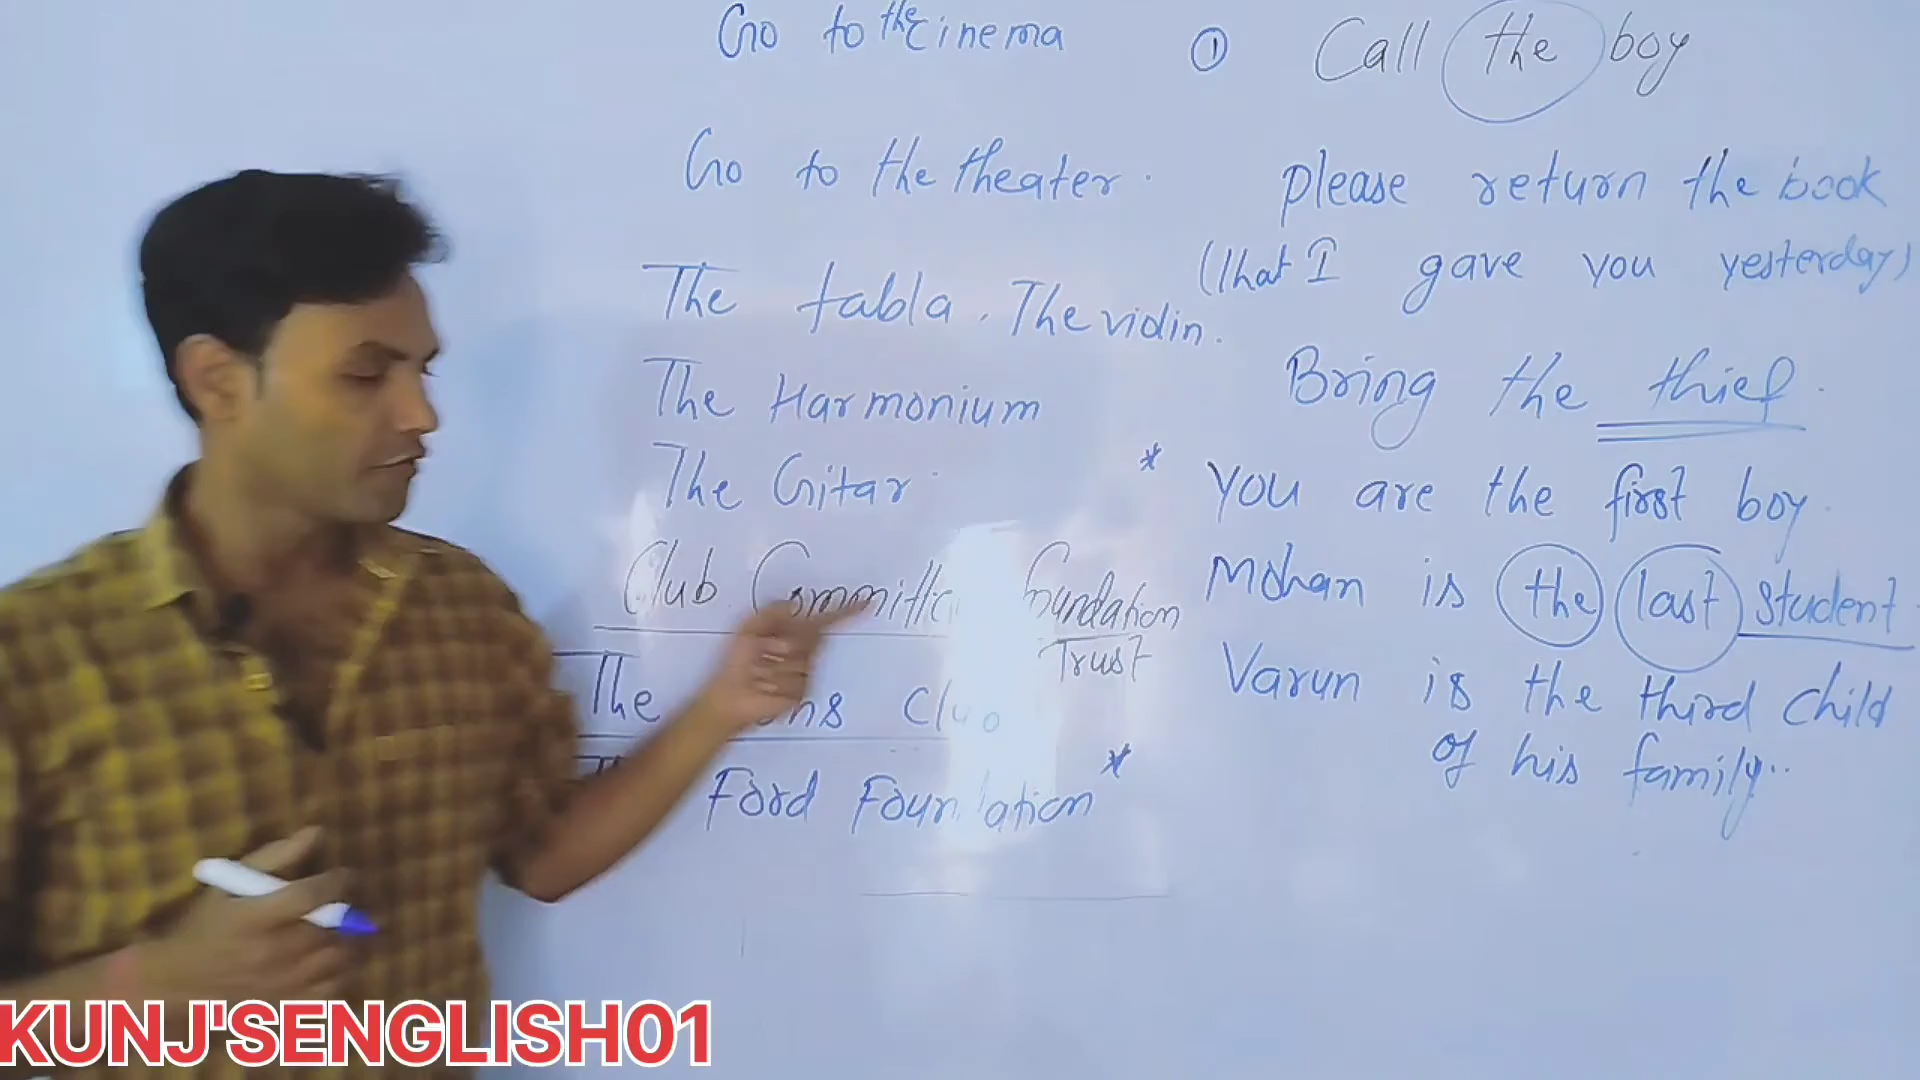 Go to the cinema
Go to the theater.
The tabla. The violin.
The Harmonium
The Gitar
Club Foundation
Trust
The Club
Ford Foundation *
① Call the boy
please return the book
(that I gave you yesterday)
Bring the thief.
* You are the first boy.
Mohan is the last student.
Varun is the third child
of his family..
KUNJ'SENGLISH01